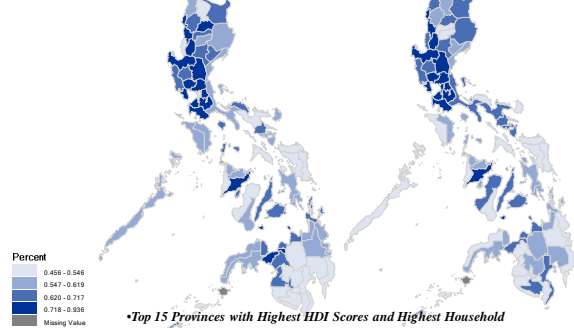 Percent
0.456 - 0.546
0.547 - 0.619
0.620 - 0.717
0.718 - 0.936
Missing Value
•Top 15 Provinces with Highest HDI Scores and Highest Household